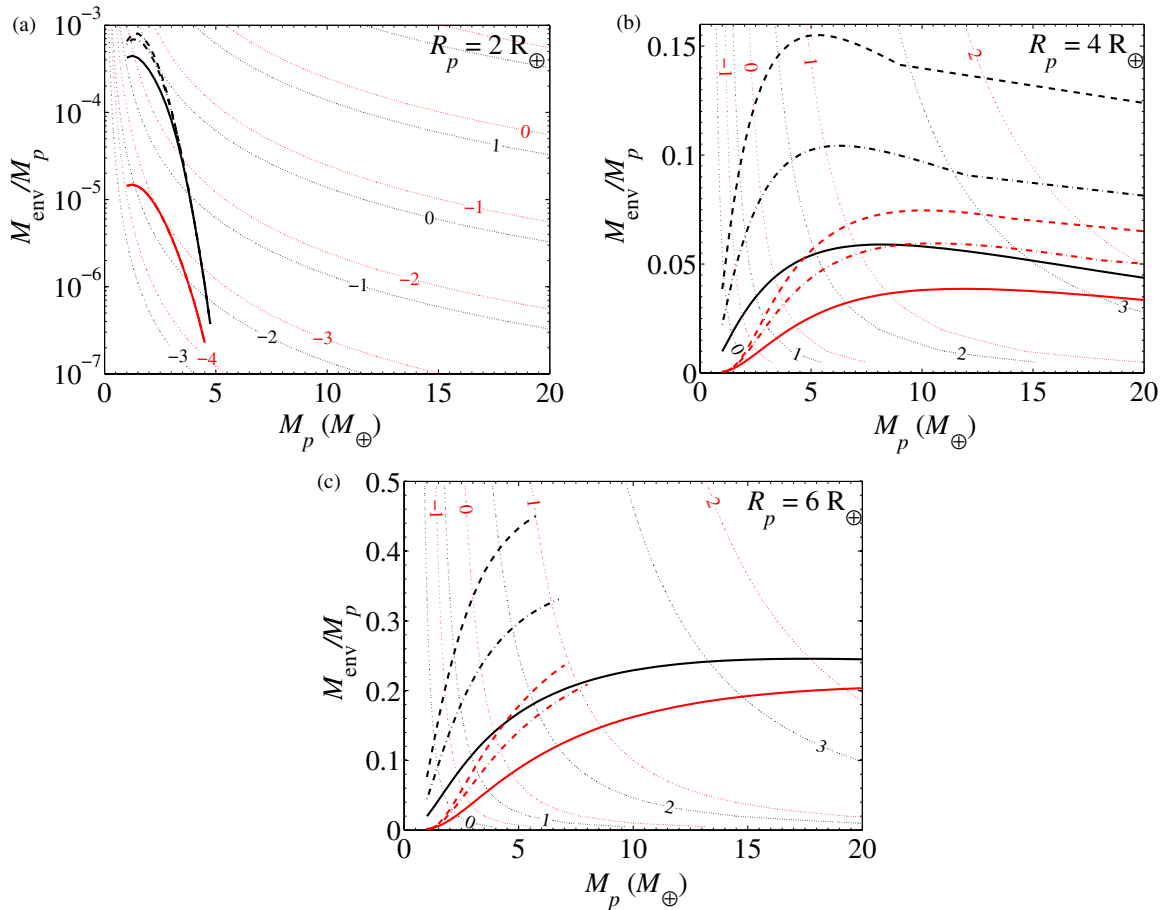 (a)
R_p = 2 R_⊕
10^−3
10^−4
10^−5
10^−6
10^−7
M_env/M_p
0
1
−1
0
−2
−1
−3
−2
−3
−4
0 5 10 15 20
M_p (M_⊕)
(b)
R_p = 4 R_⊕
0.15
0.1
0.05
0
M_env/M_p
−1
0
1
2
0
1
2
3
0 5 10 15 20
M_p (M_⊕)
(c)
R_p = 6 R_⊕
0.5
0.4
0.3
0.2
0.1
0
M_env/M_p
−1
0
1
2
0
1
2
3
0 5 10 15 20
M_p (M_⊕)